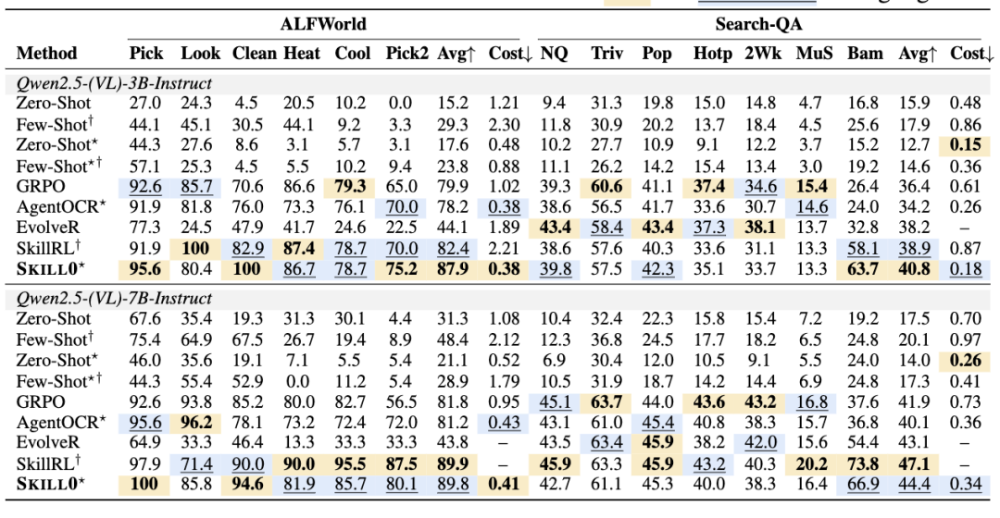 ALFWorld Search-QA
Method Pick Look Clean Heat Cool Pick2 Avg↑ Cost↓ NQ Triv Pop Hotp 2Wk MuS Bam Avg↑ Cost↓
Qwen2.5-(VL)-3B-Instruct
Zero-Shot 27.0 24.3 4.5 20.5 10.2 0.0 15.2 1.21 9.4 31.3 19.8 15.0 14.8 4.7 16.8 15.9 0.48
Few-Shot† 44.1 45.1 30.5 44.1 9.2 3.3 29.3 2.30 11.8 30.9 20.2 13.7 18.4 4.5 25.6 17.9 0.86
Zero-Shot⋆ 44.3 27.6 8.6 3.1 5.7 3.1 17.6 0.48 10.2 27.7 10.9 9.1 12.2 3.7 15.2 12.7 0.15
Few-Shot⋆† 57.1 25.3 4.5 5.5 10.2 9.4 23.8 0.88 11.1 26.2 14.2 15.4 13.4 3.0 19.2 14.6 0.36
GRPO 92.6 85.7 70.6 86.6 79.3 65.0 79.9 1.02 39.3 60.6 41.1 37.4 34.6 15.4 26.4 36.4 0.61
AgentOCR⋆ 91.9 81.8 76.0 73.3 76.1 70.0 78.2 0.38 38.6 56.5 41.7 33.6 30.7 14.6 24.0 34.2 0.26
EvolveR 77.3 24.5 47.9 41.7 24.6 22.5 44.1 1.89 43.4 58.4 43.4 37.3 38.1 13.7 32.8 38.2 –
SkillRL† 91.9 100 82.9 87.4 78.7 70.0 82.4 2.21 38.6 57.6 40.3 33.6 31.1 13.3 58.1 38.9 0.87
SKILL0⋆ 95.6 80.4 100 86.7 78.7 75.2 87.9 0.38 39.8 57.5 42.3 35.1 33.7 13.3 63.7 40.8 0.18
Qwen2.5-(VL)-7B-Instruct
Zero-Shot 67.6 35.4 19.3 31.3 30.1 4.4 31.3 1.08 10.4 32.4 22.3 15.8 15.4 7.2 19.2 17.5 0.70
Few-Shot† 75.4 64.9 67.5 26.7 19.4 8.9 48.4 2.12 12.3 36.8 24.5 17.7 18.2 6.5 24.8 20.1 0.97
Zero-Shot⋆ 46.0 35.6 19.1 7.1 5.5 5.4 21.1 0.52 6.9 30.4 12.0 10.5 9.1 5.5 24.0 14.0 0.26
Few-Shot⋆† 44.3 55.4 52.9 0.0 11.2 5.4 28.9 1.79 10.5 31.9 18.7 14.2 14.4 6.9 24.8 17.3 0.41
GRPO 92.6 93.8 85.2 80.0 82.7 56.5 81.8 0.95 45.1 63.7 44.0 43.6 43.2 16.8 37.6 41.9 0.73
AgentOCR⋆ 95.6 96.2 78.1 73.2 72.4 72.0 81.2 0.43 43.1 61.0 45.4 40.8 38.3 15.7 36.8 40.1 0.36
EvolveR 64.9 33.3 46.4 13.3 33.3 33.3 43.8 – 43.5 63.4 45.9 38.2 42.0 15.6 54.4 43.1 –
SkillRL† 97.9 71.4 90.0 90.0 95.5 87.5 89.9 – 45.9 63.3 45.9 43.2 40.3 20.2 73.8 47.1 –
SKILL0⋆ 100 85.8 94.6 81.9 85.7 80.1 89.8 0.41 42.7 61.1 45.3 40.0 38.3 16.4 66.9 44.4 0.34